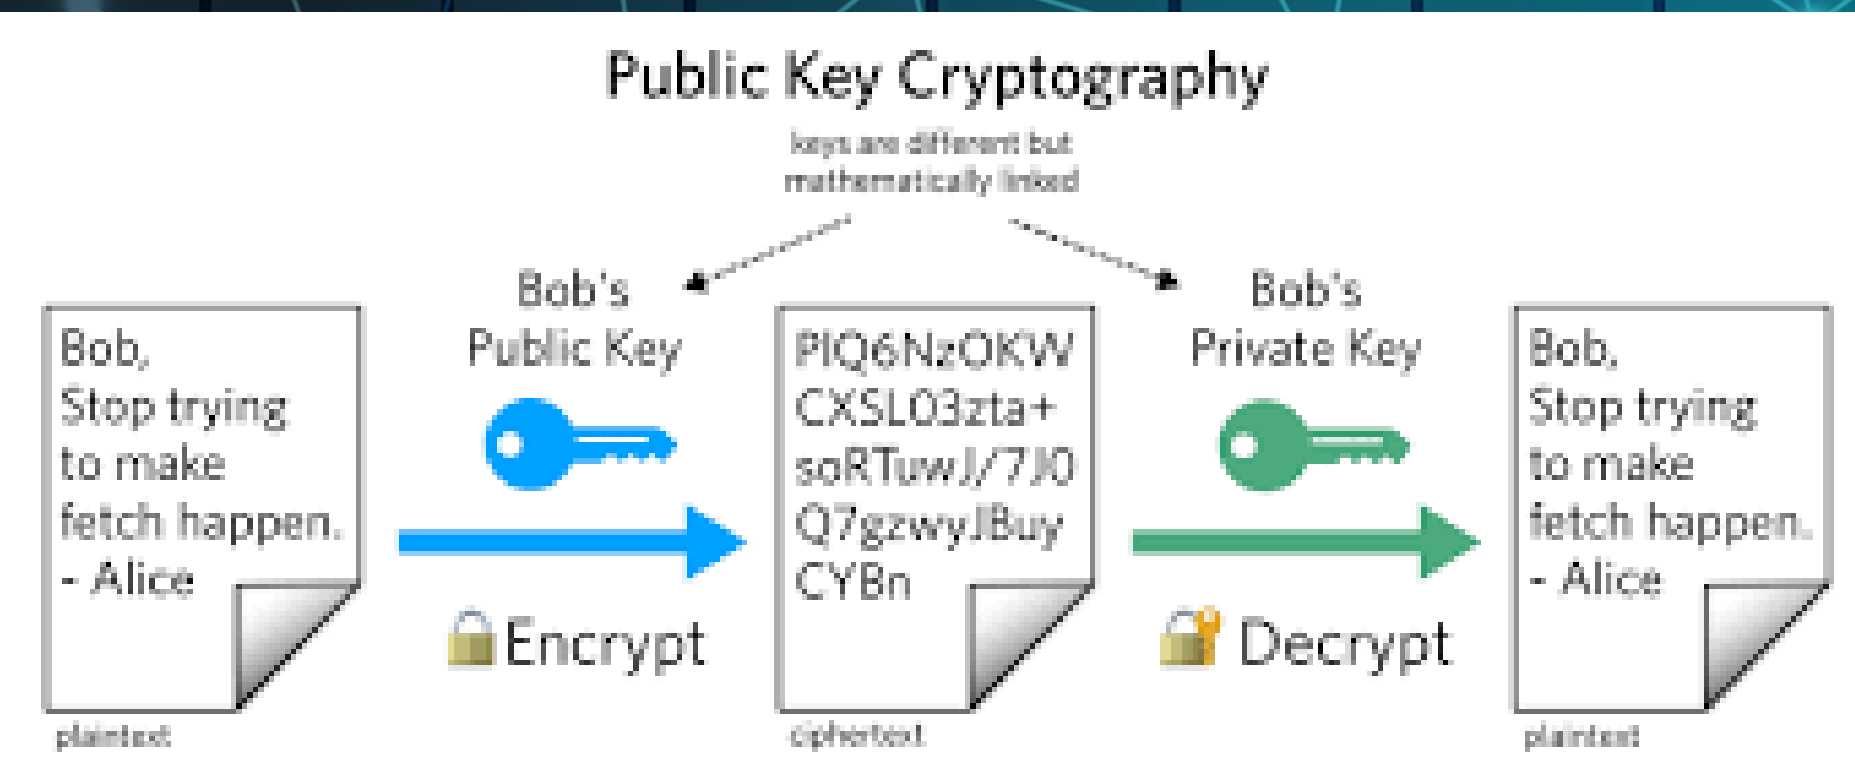 Public Key Cryptography
keys are different but
mathematically linked
Bob,
Stop trying
to make
fetch happen.
- Alice
plaintext
Bob's
Public Key
Encrypt
PIQ6NzOKW
CXSL03zta+
soRTuwJ/7J0
Q7gzwyJBuy
CYBn
ciphertext
Bob's
Private Key
Decrypt
Bob,
Stop trying
to make
fetch happen.
- Alice
plaintext